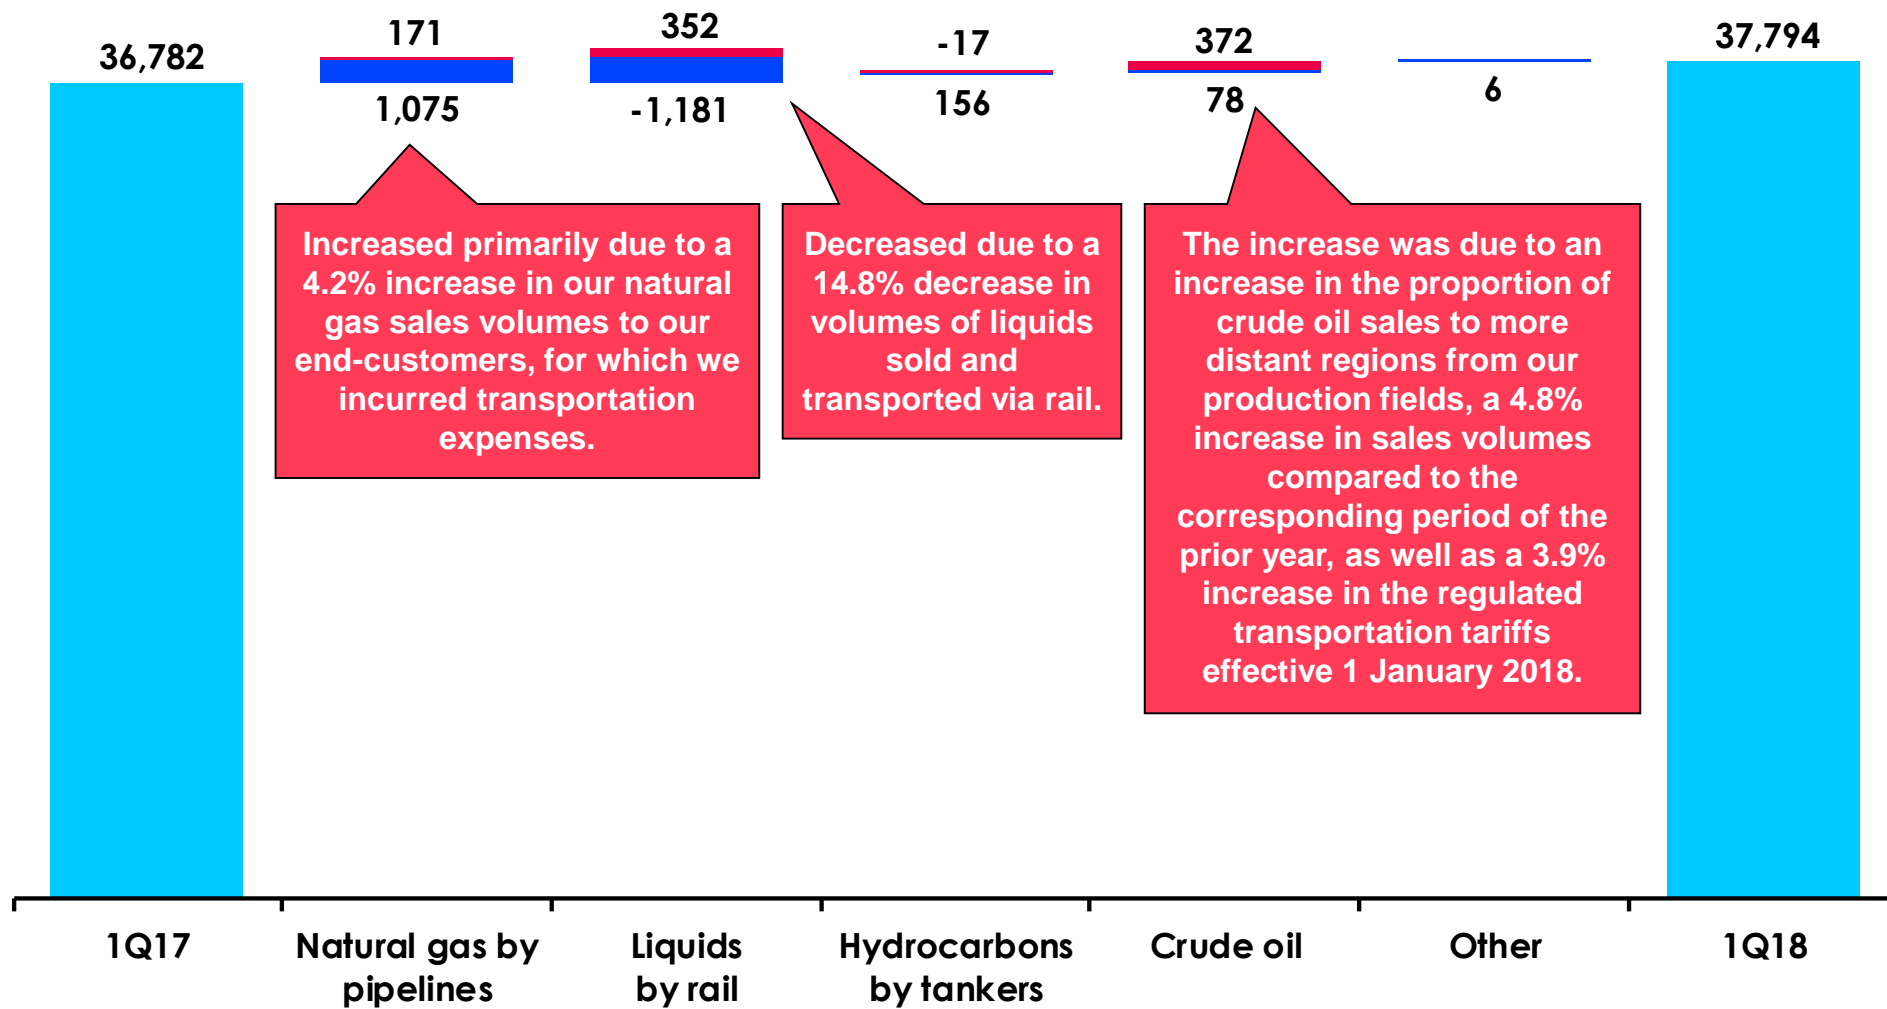 36,782
171
1,075
352
-1,181
-17
156
372
78
6
37,794
Increased primarily due to a
4.2% increase in our natural
gas sales volumes to our
end-customers, for which we
incurred transportation
expenses.
Decreased due to a
14.8% decrease in
volumes of liquids
sold and
transported via rail.
The increase was due to an
increase in the proportion of
crude oil sales to more
distant regions from our
production fields, a 4.8%
increase in sales volumes
compared to the
corresponding period of the
prior year, as well as a 3.9%
increase in the regulated
transportation tariffs
effective 1 January 2018.
1Q17
Natural gas by
pipelines
Liquids
by rail
Hydrocarbons
by tankers
Crude oil
Other
1Q18